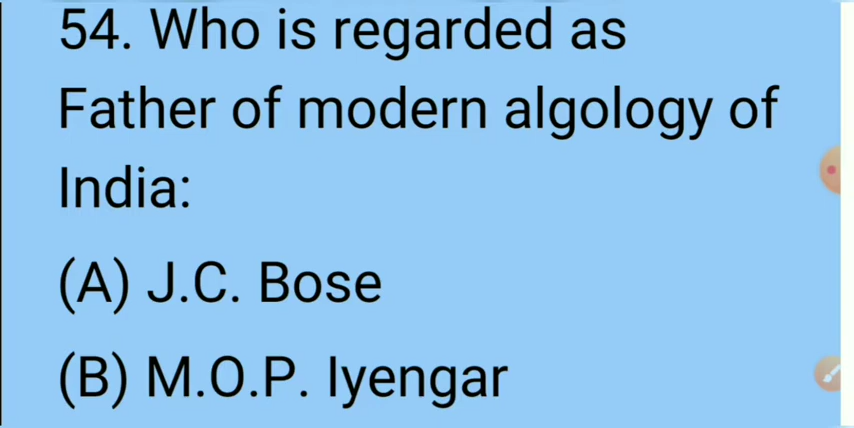 54. Who is regarded as
Father of modern algology of
India:
(A) J.C. Bose
(B) M.O.P. Iyengar